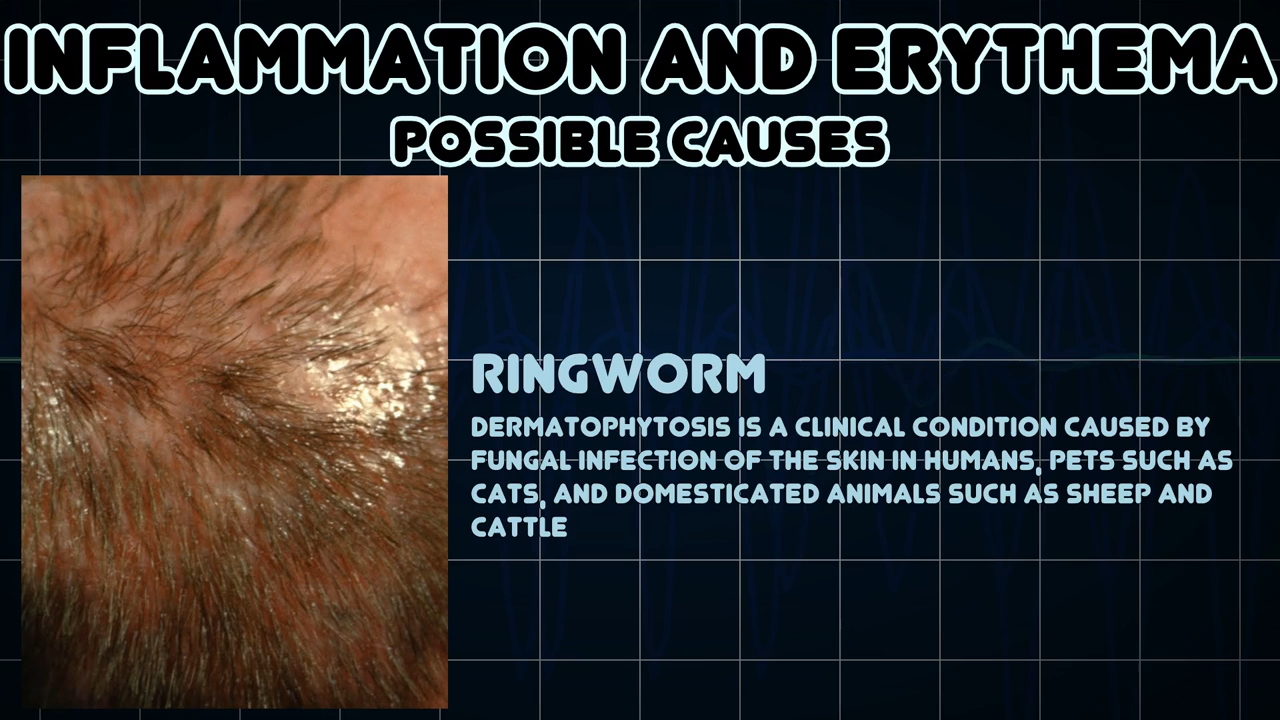 INFLAMMATION AND ERYTHEMA
POSSIBLE CAUSES
RINGWORM
DERMATOPHYTOSIS IS A CLINICAL CONDITION CAUSED BY
FUNGAL INFECTION OF THE SKIN IN HUMANS, PETS SUCH AS
CATS, AND DOMESTICATED ANIMALS SUCH AS SHEEP AND
CATTLE